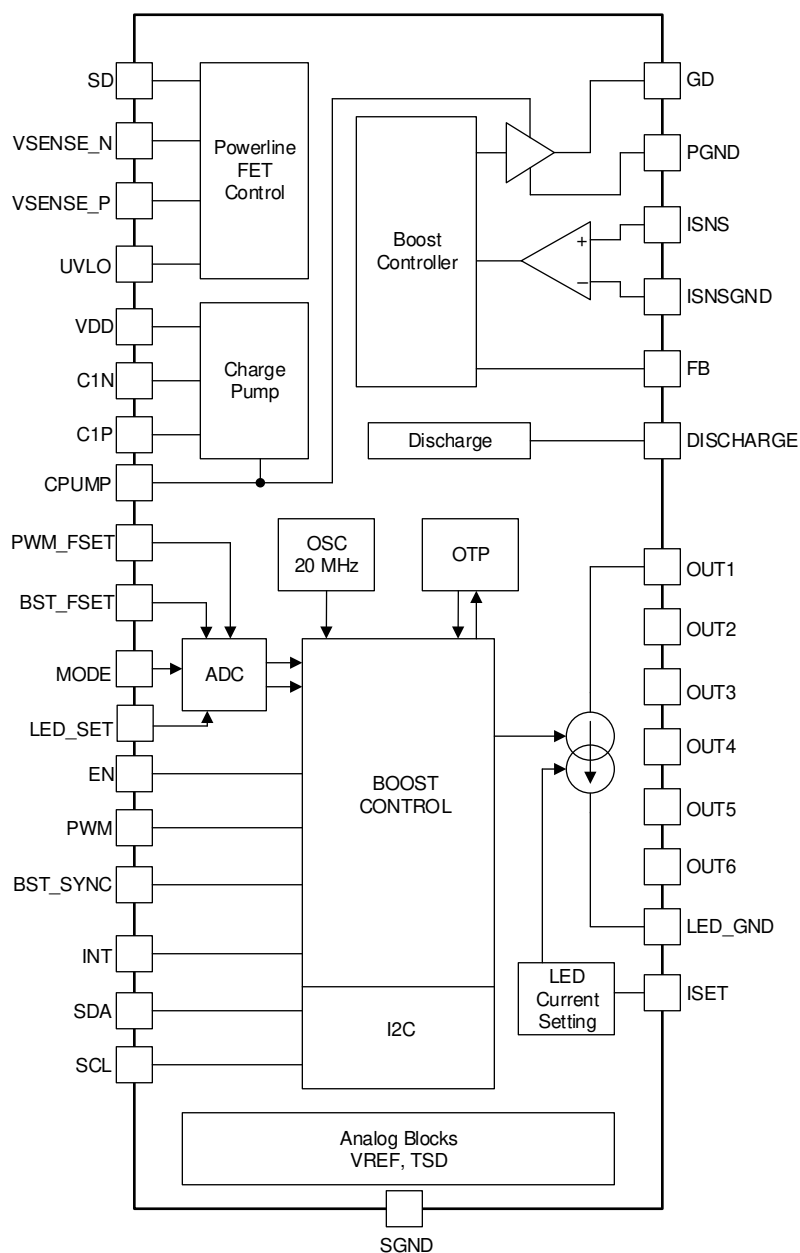 SD
VSENSE_N
VSENSE_P
UVLO
Powerline
FET
Control
VDD
C1N
C1P
CPUMP
Charge
Pump
Boost
Controller
+
−
GD
PGND
ISNS
ISNSGND
FB
Discharge
DISCHARGE
PWM_FSET
BST_FSET
MODE
LED_SET
ADC
OSC
20 MHz
OTP
EN
PWM
BST_SYNC
INT
SDA
SCL
BOOST
CONTROL
I2C
OUT1
OUT2
OUT3
OUT4
OUT5
OUT6
LED_GND
LED
Current
Setting
ISET
Analog Blocks
VREF, TSD
SGND